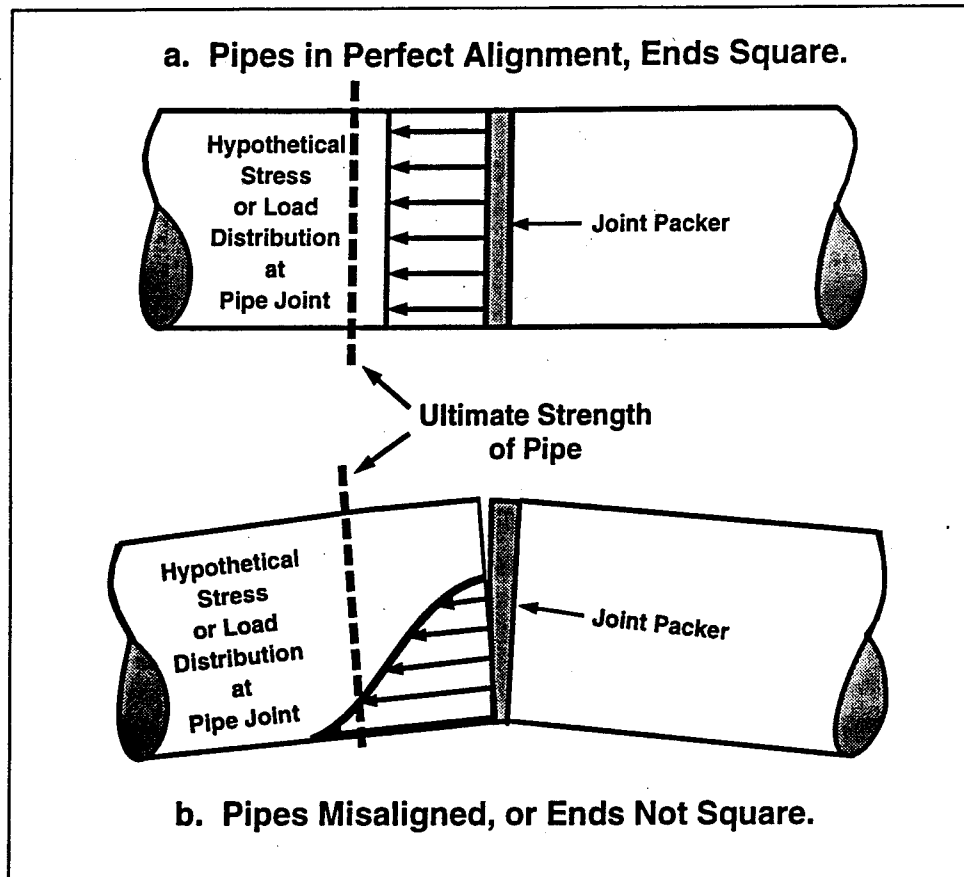 a. Pipes in Perfect Alignment, Ends Square.
Hypothetical
Stress
or Load
Distribution
at
Pipe Joint
Joint Packer
Ultimate Strength
of Pipe
Hypothetical
Stress
or Load
Distribution
at
Pipe Joint
Joint Packer
b. Pipes Misaligned, or Ends Not Square.